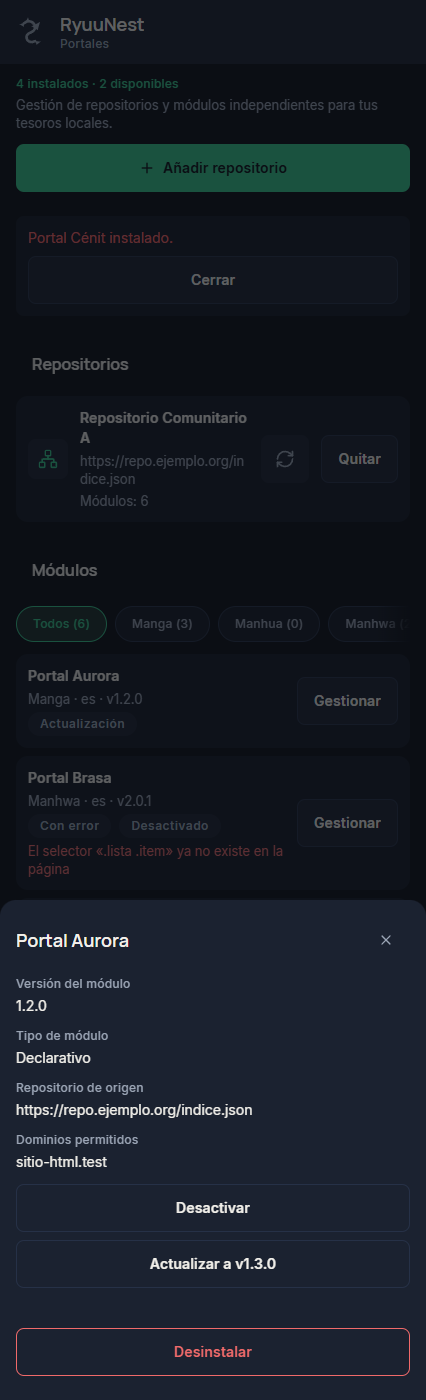 RyuuNest
Portales
4 instalados · 2 disponibles
Gestión de repositorios y módulos independientes para tus
tesoros locales.
+ Añadir repositorio
Portal Cénit instalado.
Cerrar
Repositorios
Repositorio Comunitario
A
https://repo.ejemplo.org/in
dice.json
Módulos: 6
Quitar
Módulos
Todos (6)
Manga (3)
Manhua (0)
Manhwa (
Portal Aurora
Manga · es · v1.2.0
Actualización
Gestionar
Portal Brasa
Manhwa · es · v2.0.1
Con error
Desactivado
El selector «.lista .item» ya no existe en la
página
Gestionar
Portal Aurora
Versión del módulo
1.2.0
Tipo de módulo
Declarativo
Repositorio de origen
https://repo.ejemplo.org/indice.json
Dominios permitidos
sitio-html.test
Desactivar
Actualizar a v1.3.0
Desinstalar